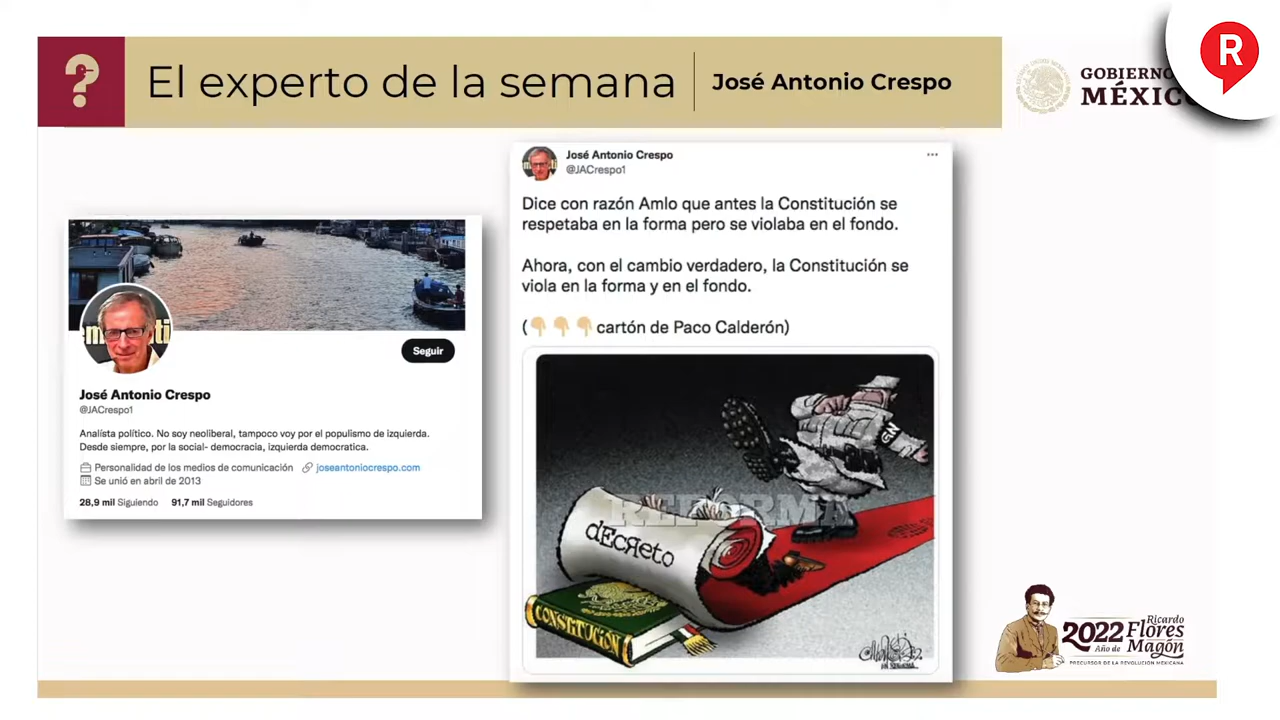 El experto de la semana
José Antonio Crespo
GOBIERNO
MÉXICO
R
José Antonio Crespo
@JACrespo1
Seguir
Analísta político. No soy neoliberal, tampoco voy por el populismo de izquierda.
Desde siempre, por la social- democracia, izquierda democratica.
Personalidad de los medios de comunicación joseantoniocrespo.com
Se unió en abril de 2013
28,9 mil Siguiendo 91,7 mil Seguidores
José Antonio Crespo
@JACrespo1
Dice con razón Amlo que antes la Constitución se
respetaba en la forma pero se violaba en el fondo.
Ahora, con el cambio verdadero, la Constitución se
viola en la forma y en el fondo.
(👇🏼👇🏼👇🏼 cartón de Paco Calderón)
GN
REFORMA
dEcReto
CONSTITUCIÓN
2022 Ricardo
Año de Flores
Magón
PRECURSOR DE LA REVOLUCIÓN MEXICANA